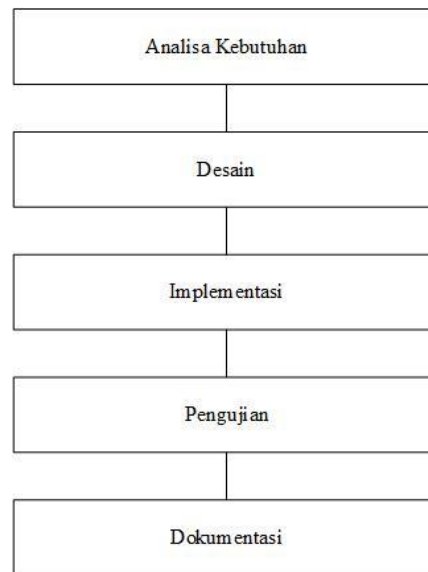 Analisa Kebutuhan
Desain
Implementasi
Pengujian
Dokumentasi